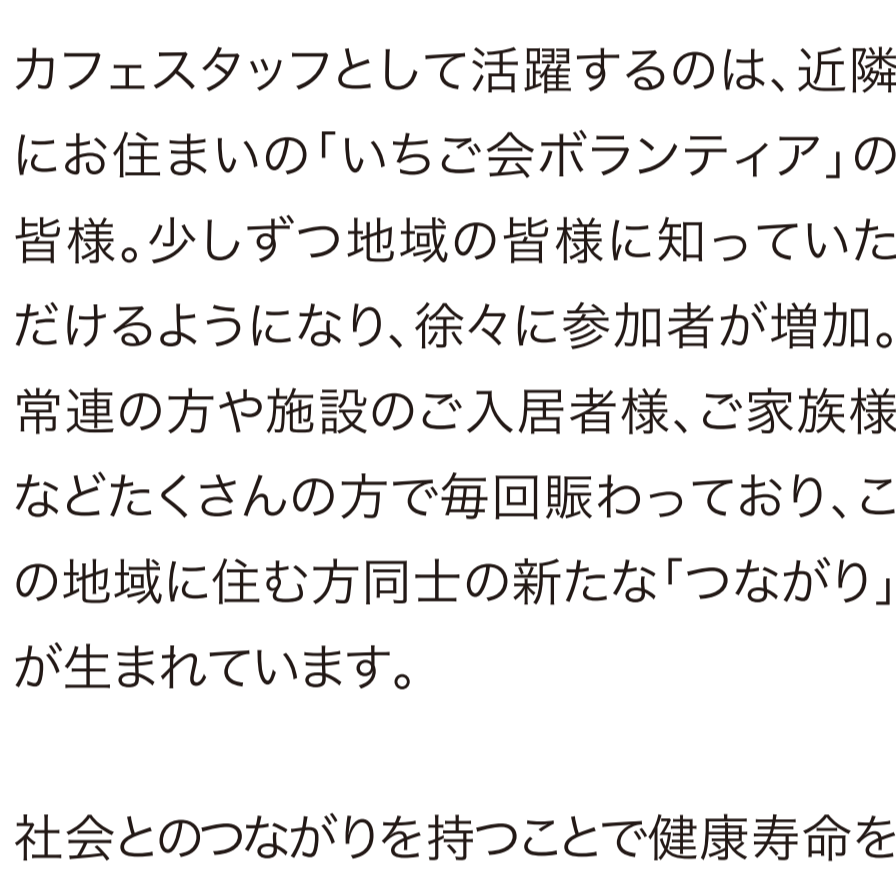 カフェスタッフとして活躍するのは、近隣
にお住まいの「いちご会ボランティア」の
皆様。少しずつ地域の皆様に知っていた
だけるようになり、徐々に参加者が増加。
常連の方や施設のご入居者様、ご家族様
などたくさんの方で毎回賑わっており、こ
の地域に住む方同士の新たな「つながり」
が生まれています。
社会とのつながりを持つことで健康寿命を